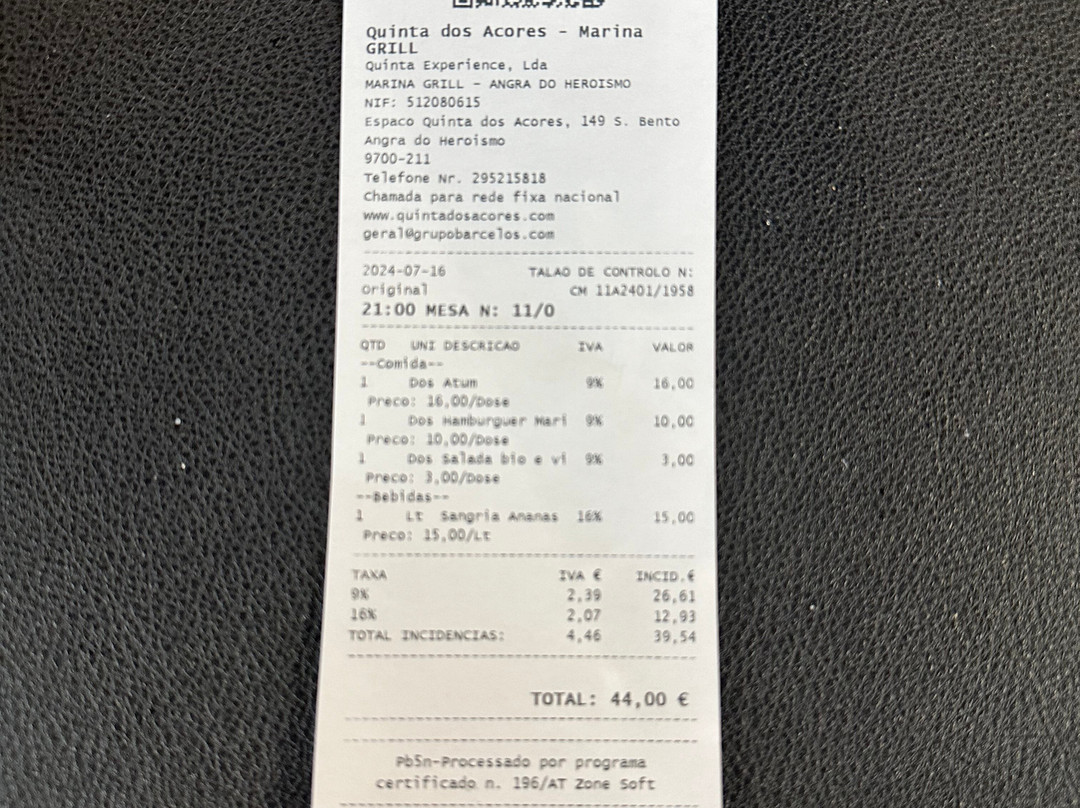 Quinta dos Acores - Marina
GRILL
Quinta Experience, Lda
MARINA GRILL - ANGRA DO HEROISMO
NIF: 512080615
Espaco Quinta dos Acores, 149 S. Bento
Angra do Heroismo
9700-211
Telefone Nr. 295215818
Chamada para rede fixa nacional
www.quintadosacores.com
geral@grupobarcelos.com
2024-07-16 TALAO DE CONTROLO N:
Original CM 11A2401/1958
21:00 MESA N: 11/0
QTD UNI DESCRICAO IVA VALOR
--Comida--
1 Dos Atum 9% 16,00
Preco: 16,00/Dose
1 Dos Hamburguer Mari 9% 10,00
Preco: 10,00/Dose
1 Dos Salada bio e vi 9% 3,00
Preco: 3,00/Dose
--Bebidas--
1 Lt Sangria Ananas 16% 15,00
Preco: 15,00/Lt
TAXA IVA € INCID.€
9% 2,39 26,61
16% 2,07 12,93
TOTAL INCIDENCIAS: 4,46 39,54
TOTAL: 44,00 €
Pb5n-Processado por programa
certificado n. 196/AT Zone Soft